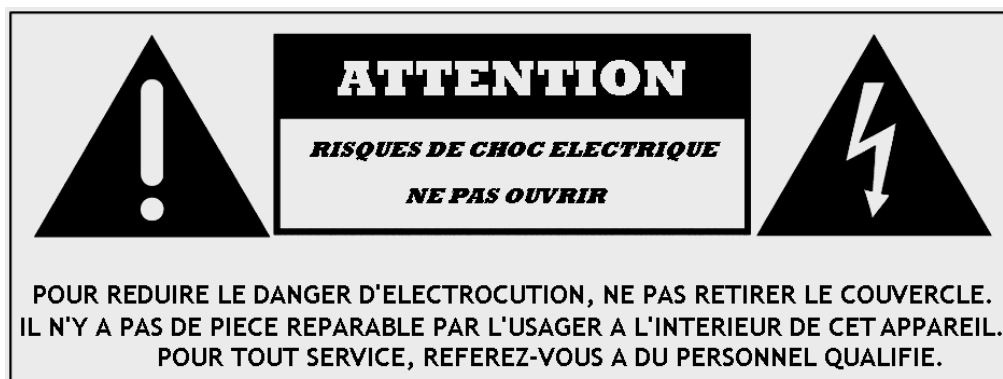 ATTENTION
RISQUES DE CHOC ELECTRIQUE
NE PAS OUVRIR
POUR REDUIRE LE DANGER D'ELECTROCUTION, NE PAS RETIRER LE COUVERCLE.
IL N'Y A PAS DE PIECE REPARABLE PAR L'USAGER A L'INTERIEUR DE CET APPAREIL.
POUR TOUT SERVICE, REFEREZ-VOUS A DU PERSONNEL QUALIFIE.